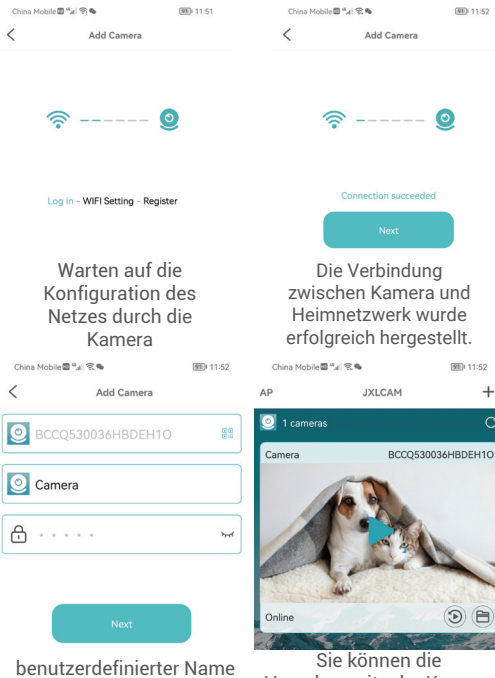 China Mobile 11:51
Add Camera
Log in - WIFI Setting - Register
Warten auf die
Konfiguration des
Netzes durch die
Kamera
China Mobile 11:52
Add Camera
Connection succeeded
Next
Die Verbindung
zwischen Kamera und
Heimnetzwerk wurde
erfolgreich hergestellt.
China Mobile 11:52
Add Camera
BCCQ530036HBDEH1O
Camera
Next
benutzerdefinierter Name
China Mobile 11:52
AP JXLCAM +
1 cameras
Camera BCCQ530036HBDEH1O
Online
Sie können die